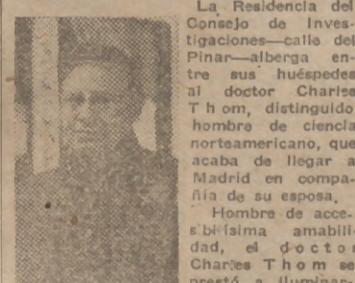 La Residencia del
Consejo de Inves-
tigaciones—calle del
Pinar—alberga en-
tre sus huéspedes
al doctor Charles
Thom, distinguido
hombre de ciencia
norteamericano, que
acaba de llegar a
Madrid en compa-
ñía de su esposa.
Hombre de acce-
sibilísima amabili-
dad, el doctor
Charles Thom se
prestó a iluminar-